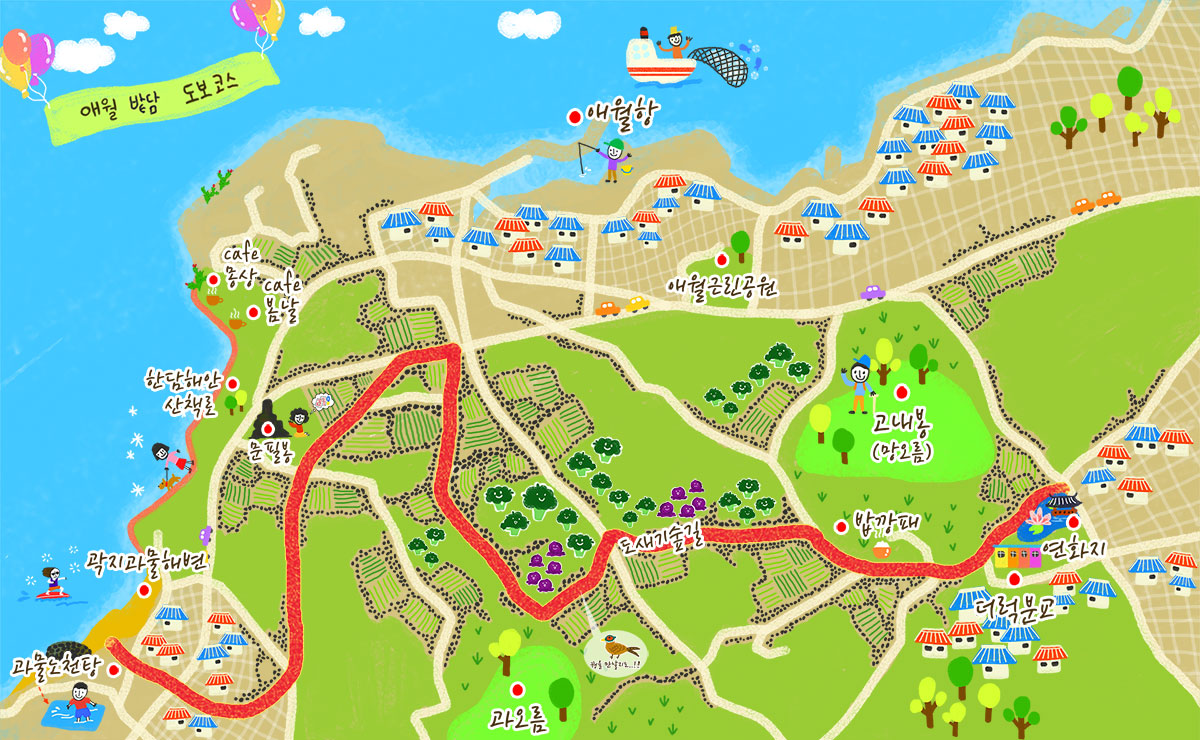 애월 밭담 도보코스
애월항
cafe
몽상
cafe
봄날
애월근린공원
한담해안
산책로
문필봉
고내봉
(망오름)
밥깡패
도새기숲길
연화지
곽지과물해변
더럭분교
과물노천탕
과오름